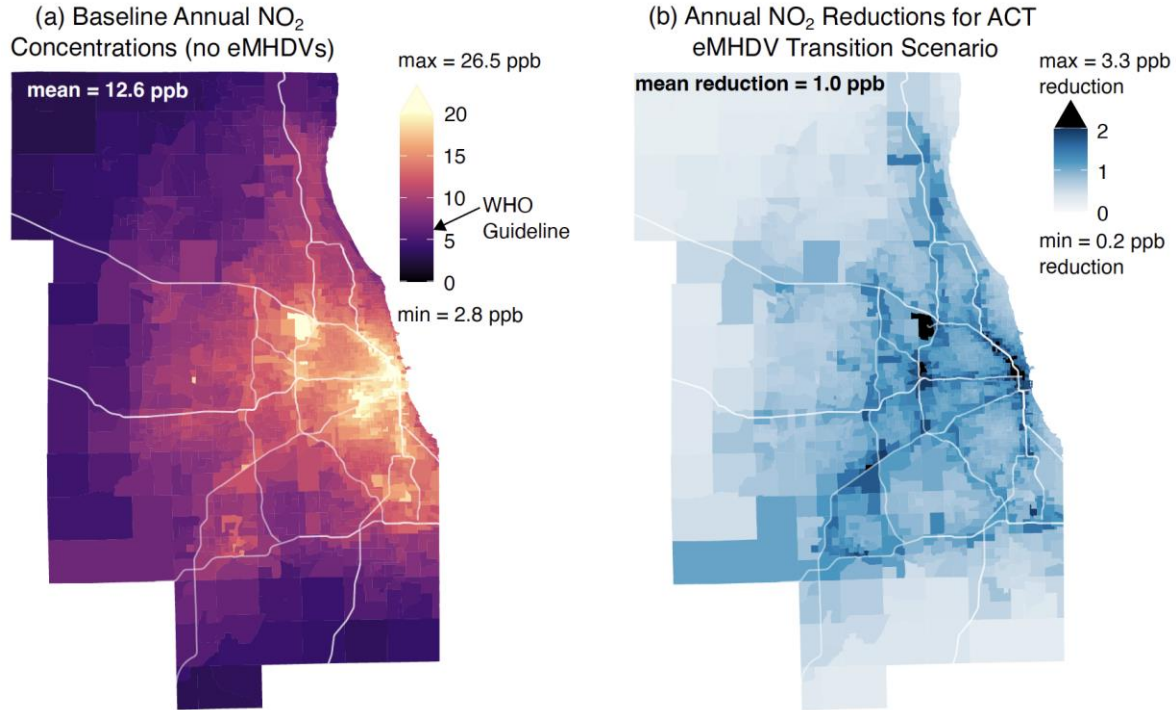 (a) Baseline Annual NO₂
Concentrations (no eMHDVs)
max = 26.5 ppb
mean = 12.6 ppb
20
15
10
WHO
Guideline
5
0
min = 2.8 ppb
(b) Annual NO₂ Reductions for ACT
eMHDV Transition Scenario
max = 3.3 ppb
reduction
mean reduction = 1.0 ppb
2
1
0
min = 0.2 ppb
reduction